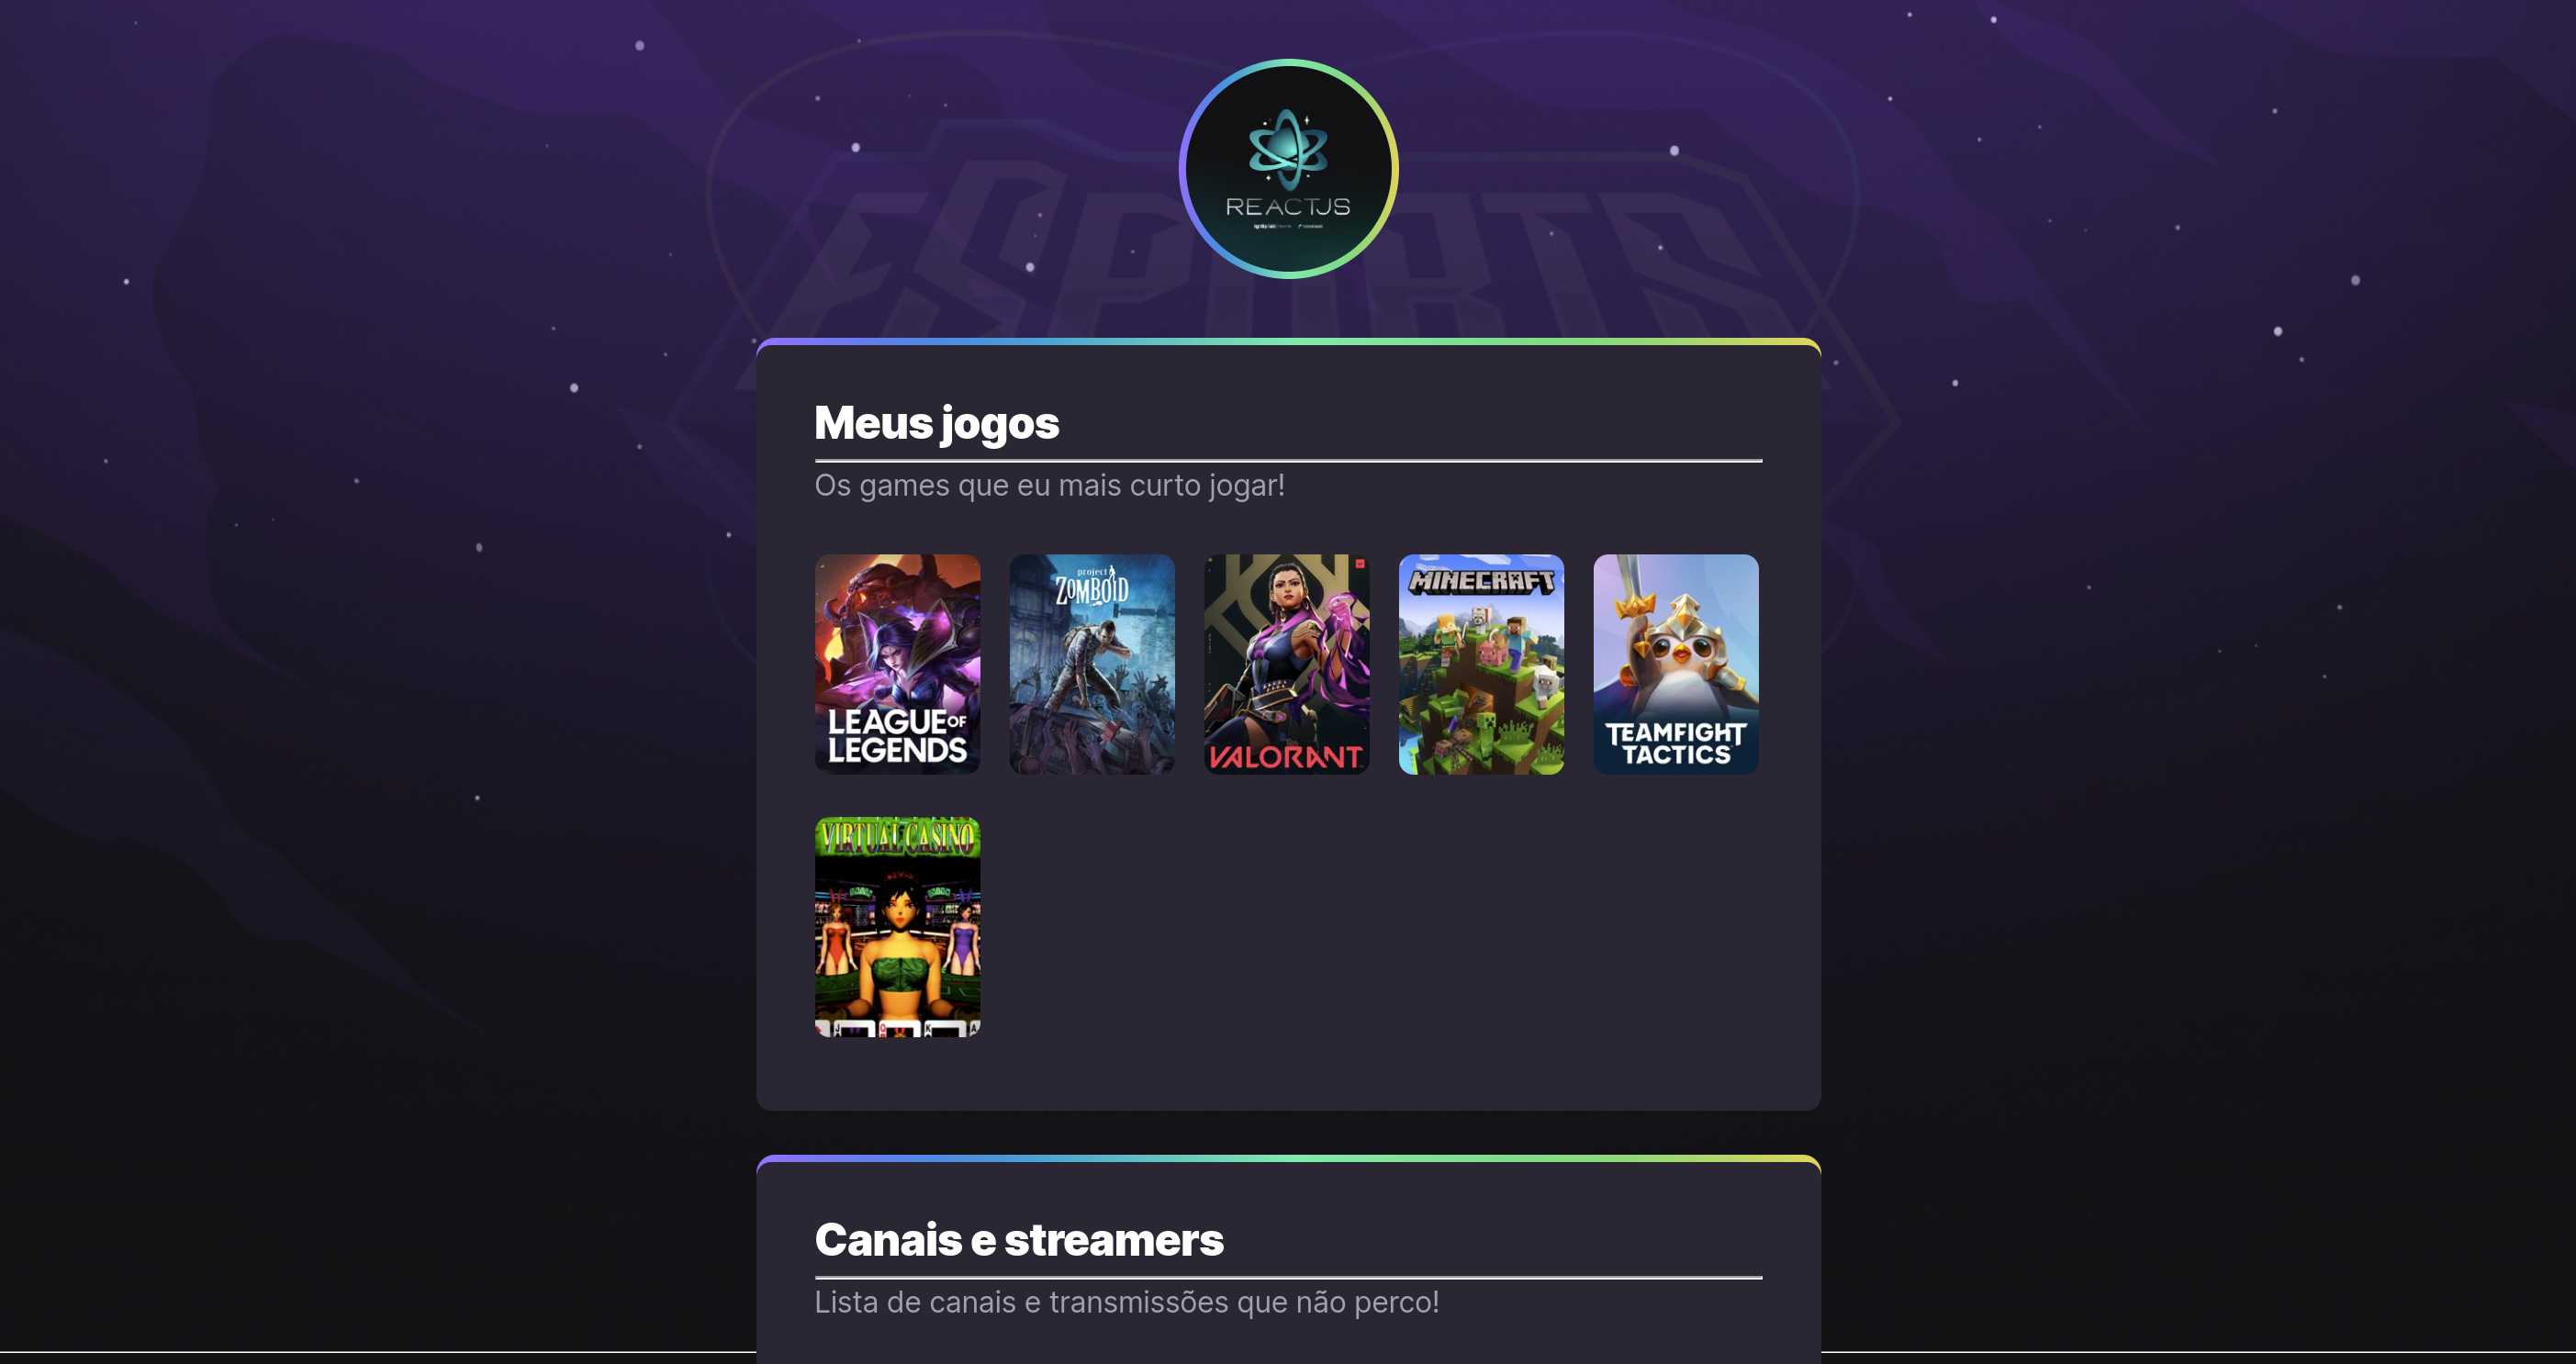 ESPORTS
REACTJS
Meus jogos
Os games que eu mais curto jogar!
LEAGUE OF
LEGENDS
project
ZOMBOID
VALORANT
MINECRAFT
TEAMFIGHT
TACTICS
VIRTUAL CASINO
J
Q
K
A
Canais e streamers
Lista de canais e transmissões que não perco!